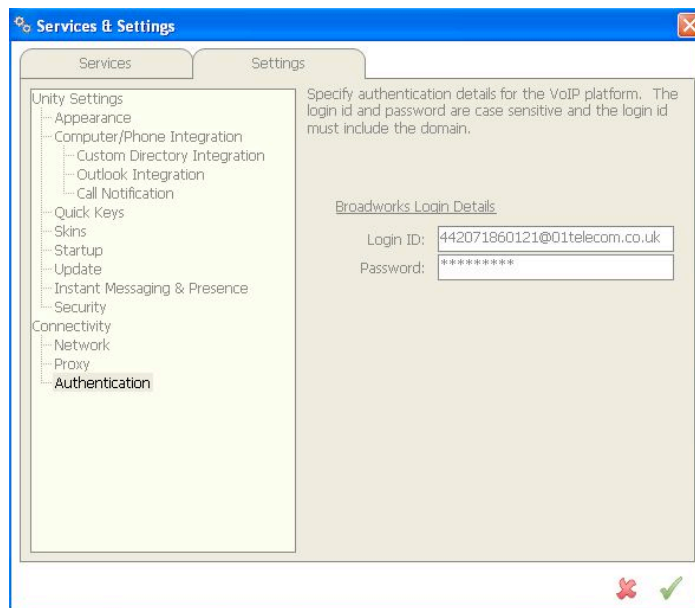 Services & Settings
Services
Settings
Unity Settings
Appearance
Computer/Phone Integration
Custom Directory Integration
Outlook Integration
Call Notification
Quick Keys
Skins
Startup
Update
Instant Messaging & Presence
Security
Connectivity
Network
Proxy
Authentication
Specify authentication details for the VoIP platform. The
login id and password are case sensitive and the login id
must include the domain.
Broadworks Login Details
Login ID: 442071860121@01telecom.co.uk
Password: *********